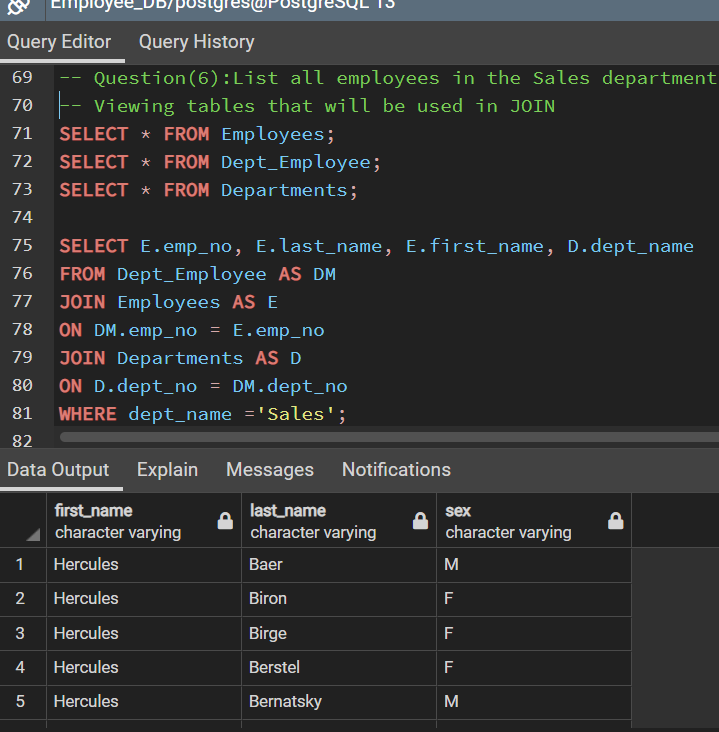 Employee_DB/postgres@PostgreSQL 13
Query Editor Query History
69 -- Question(6):List all employees in the Sales department
70 -- Viewing tables that will be used in JOIN
71 SELECT * FROM Employees;
72 SELECT * FROM Dept_Employee;
73 SELECT * FROM Departments;
74
75 SELECT E.emp_no, E.last_name, E.first_name, D.dept_name
76 FROM Dept_Employee AS DM
77 JOIN Employees AS E
78 ON DM.emp_no = E.emp_no
79 JOIN Departments AS D
80 ON D.dept_no = DM.dept_no
81 WHERE dept_name ='Sales';
82
Data Output Explain Messages Notifications
first_name last_name sex
character varying character varying character varying
1 Hercules Baer M
2 Hercules Biron F
3 Hercules Birge F
4 Hercules Berstel F
5 Hercules Bernatsky M